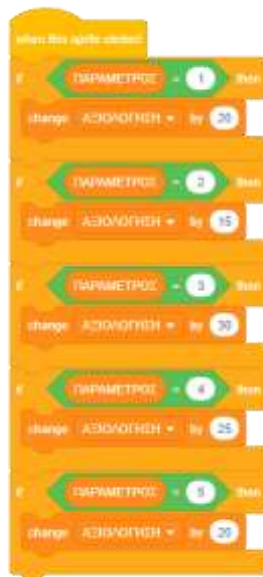 when this sprite clicked
if ΠΑΡΑΜΕΤΡΟΣ = 1 then
change ΑΞΙΟΛΟΓΗΣΗ by 20
if ΠΑΡΑΜΕΤΡΟΣ = 2 then
change ΑΞΙΟΛΟΓΗΣΗ by 15
if ΠΑΡΑΜΕΤΡΟΣ = 3 then
change ΑΞΙΟΛΟΓΗΣΗ by 30
if ΠΑΡΑΜΕΤΡΟΣ = 4 then
change ΑΞΙΟΛΟΓΗΣΗ by 25
if ΠΑΡΑΜΕΤΡΟΣ = 5 then
change ΑΞΙΟΛΟΓΗΣΗ by 20